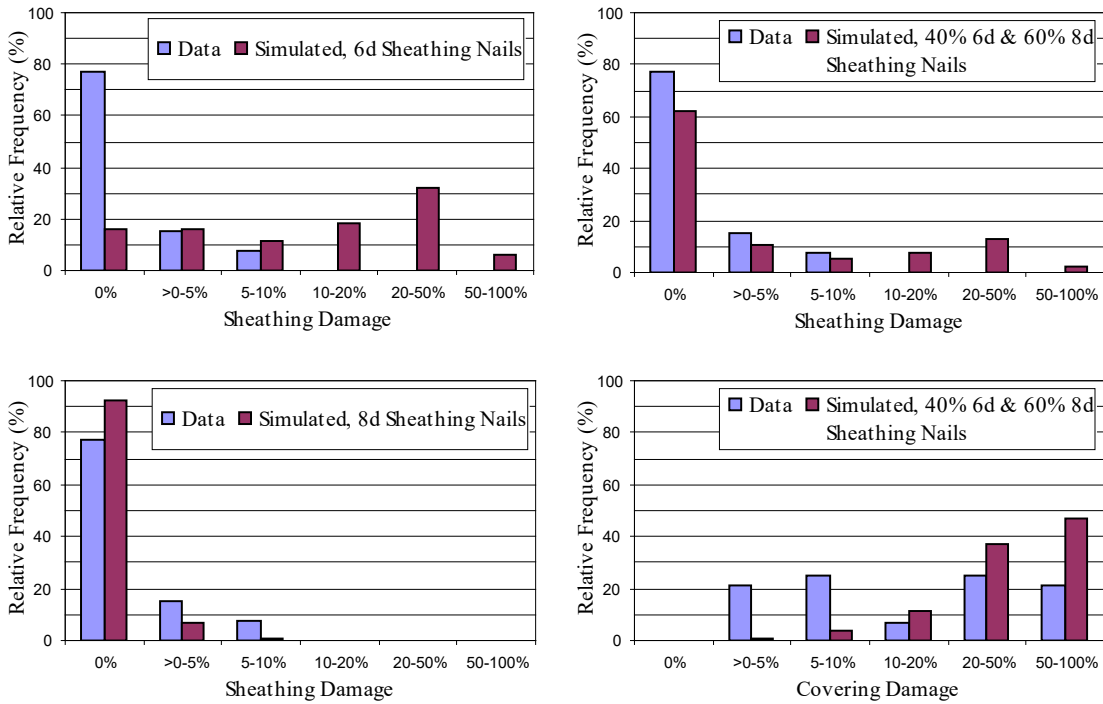 Data Simulated, 6d Sheathing Nails
Relative Frequency (%)
100
80
60
40
20
0
0% >0-5% 5-10% 10-20% 20-50% 50-100%
Sheathing Damage
Data Simulated, 40% 6d & 60% 8d
Sheathing Nails
Relative Frequency (%)
100
80
60
40
20
0
0% >0-5% 5-10% 10-20% 20-50% 50-100%
Sheathing Damage
Data Simulated, 8d Sheathing Nails
Relative Frequency (%)
100
80
60
40
20
0
0% >0-5% 5-10% 10-20% 20-50% 50-100%
Sheathing Damage
Data Simulated, 40% 6d & 60% 8d
Sheathing Nails
Relative Frequency (%)
100
80
60
40
20
0
0% >0-5% 5-10% 10-20% 20-50% 50-100%
Covering Damage